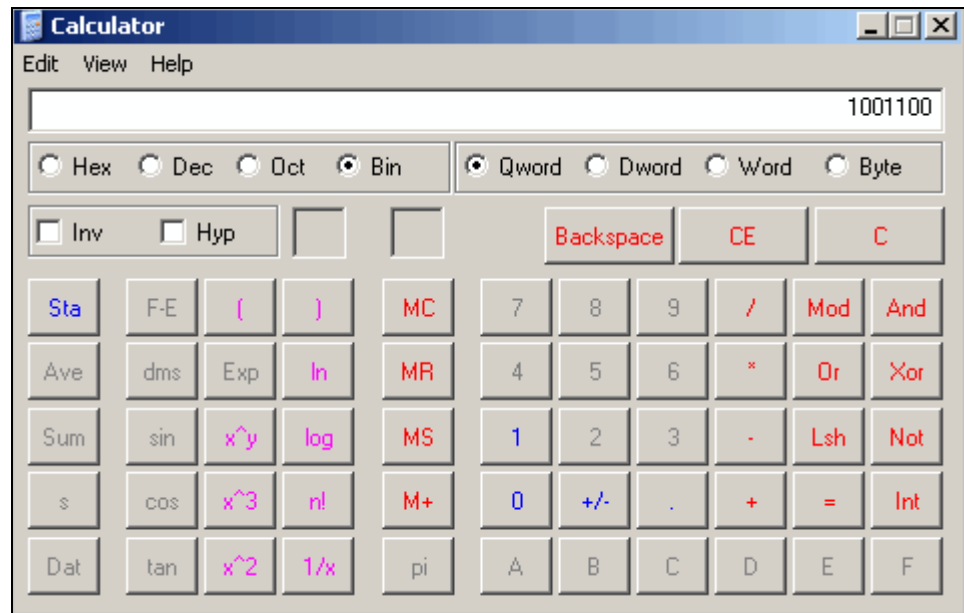 Calculator
Edit View Help
1001100
Hex Dec Oct Bin Qword Dword Word Byte
Inv Hyp Backspace CE C
Sta F-E ( ) MC 7 8 9 / Mod And
Ave dms Exp ln MR 4 5 6 * Or Xor
Sum sin x^y log MS 1 2 3 - Lsh Not
s cos x^3 n! M+ 0 +/- . + = Int
Dat tan x^2 1/x pi A B C D E F